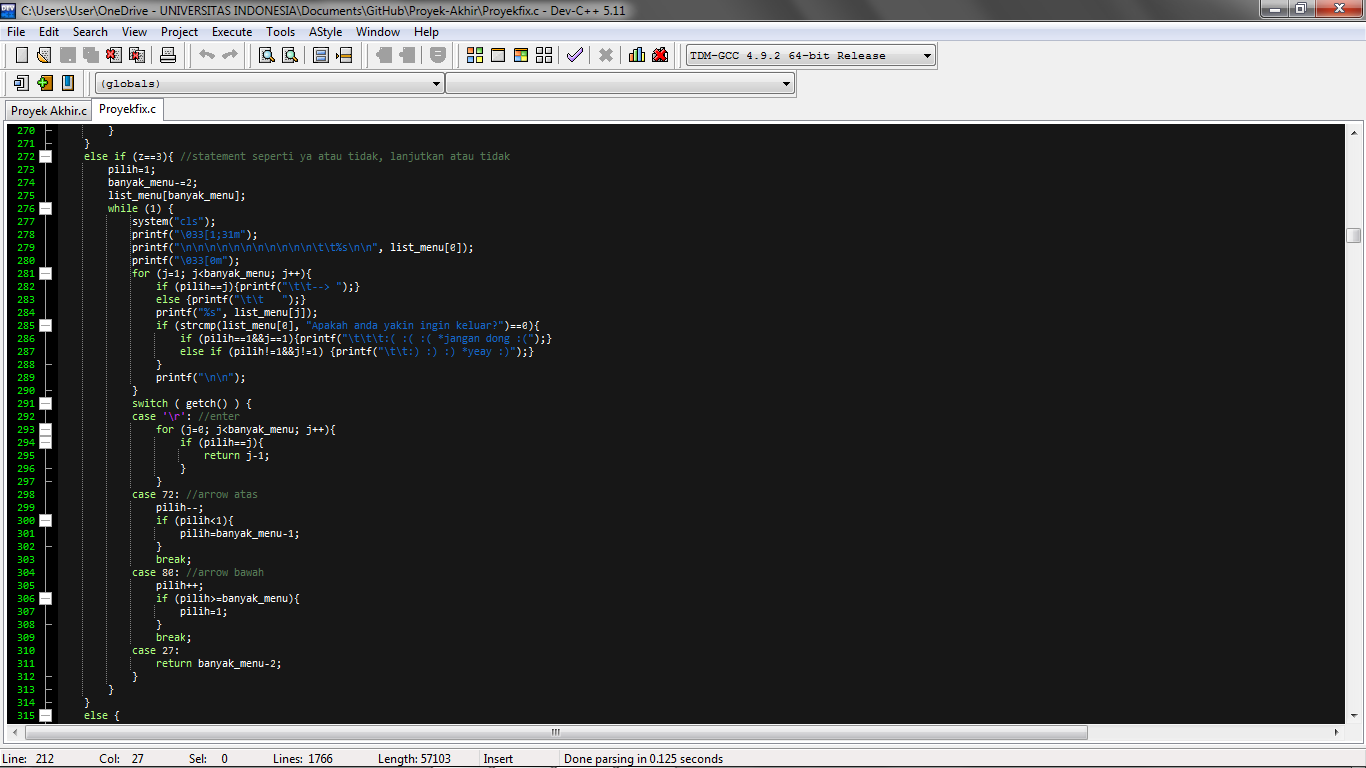 C:\Users\User\OneDrive - UNIVERSITAS INDONESIA\Documents\GitHub\Proyek-Akhir\Proyekfix.c - Dev-C++ 5.11
File Edit Search View Project Execute Tools AStyle Window Help
TDM-GCC 4.9.2 64-bit Release
(globals)
Proyek Akhir.c Proyekfix.c
270 }
271 }
272 else if (z==3){ //statement seperti ya atau tidak, lanjutkan atau tidak
273 pilih=1;
274 banyak_menu-=2;
275 list_menu[banyak_menu];
276 while (1) {
277 system("cls");
278 printf("\033[1;31m");
279 printf("\n\n\n\n\n\n\n\n\n\n\n\t\t%s\n\n", list_menu[0]);
280 printf("\033[0m");
281 for (j=1; j<banyak_menu; j++){
282 if (pilih==j){printf("\t\t--> ");}
283 else {printf("\t\t   ");}
284 printf("%s", list_menu[j]);
285 if (strcmp(list_menu[0], "Apakah anda yakin ingin keluar?")==0){
286 if (pilih==1&&j==1){printf("\t\t\t:( :( :( *jangan dong :(");}
287 else if (pilih!=1&&j!=1) {printf("\t\t:) :) :) *yeay :)");}
288 }
289 printf("\n\n");
290 }
291 switch ( getch() ) {
292 case '\r': //enter
293 for (j=0; j<banyak_menu; j++){
294 if (pilih==j){
295 return j-1;
296 }
297 }
298 case 72: //arrow atas
299 pilih--;
300 if (pilih<1){
301 pilih=banyak_menu-1;
302 }
303 break;
304 case 80: //arrow bawah
305 pilih++;
306 if (pilih>=banyak_menu){
307 pilih=1;
308 }
309 break;
310 case 27:
311 return banyak_menu-2;
312 }
313 }
314 }
315 else {
Line: 212 Col: 27 Sel: 0 Lines: 1766 Length: 57103 Insert Done parsing in 0.125 seconds